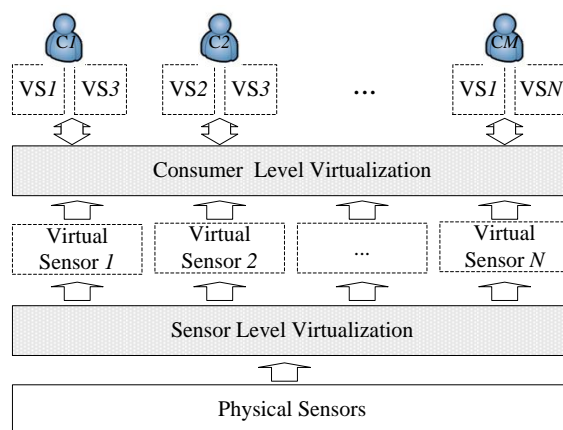 C1 C2 CM
VS1 VS3 VS2 VS3 ... VS1 VSN
Consumer Level Virtualization
Virtual Virtual Virtual
Sensor 1 Sensor 2 ... Sensor N
Sensor Level Virtualization
Physical Sensors